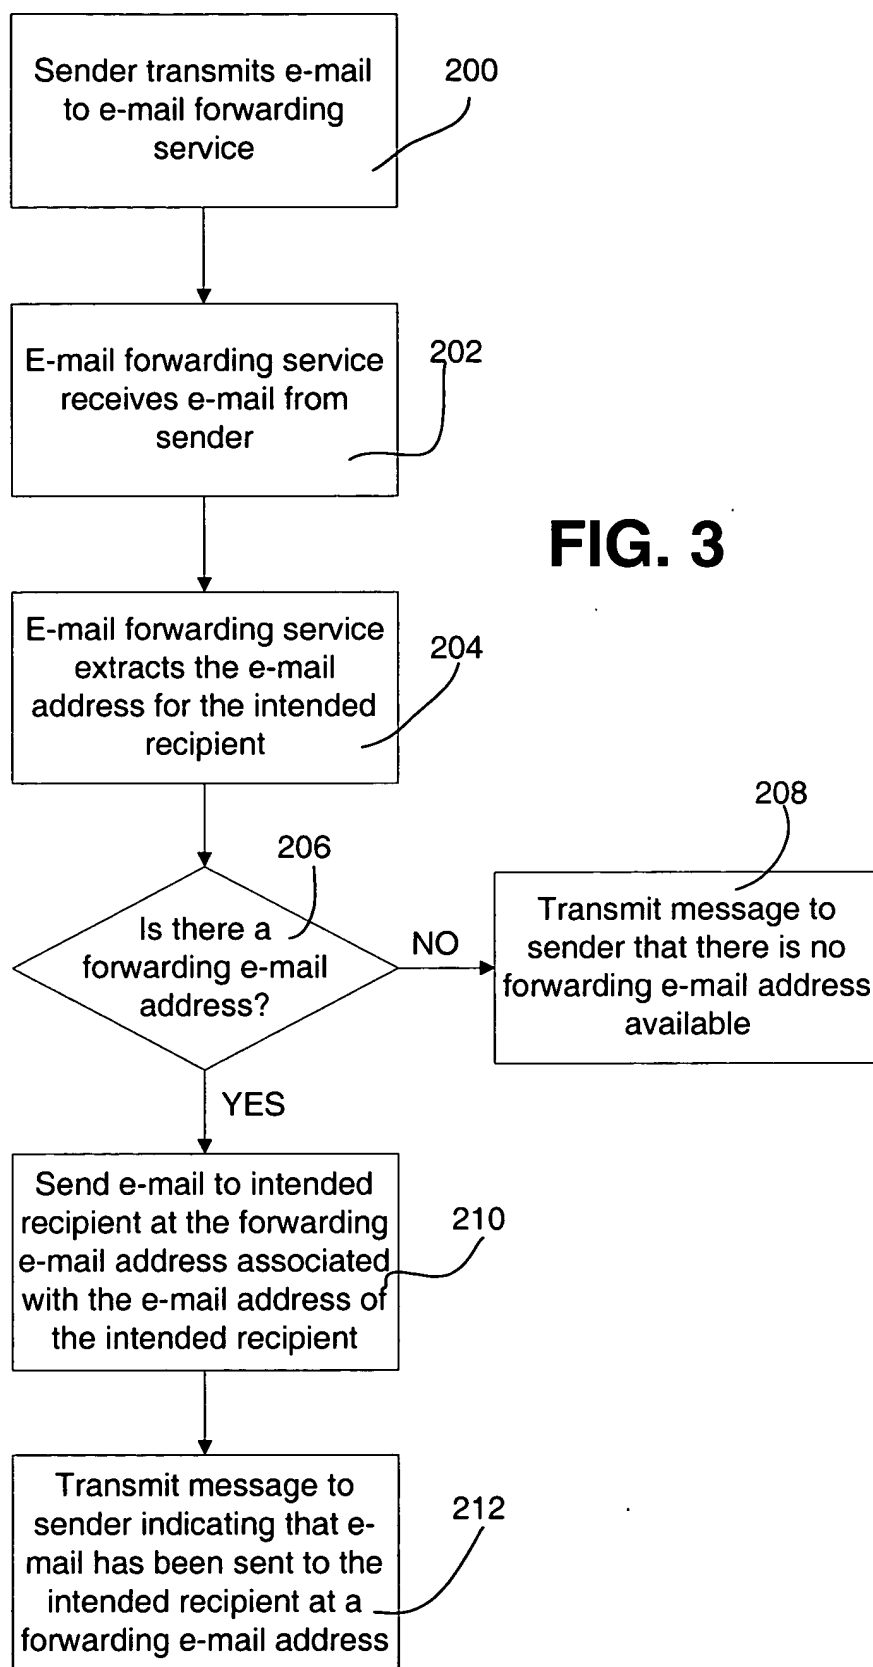 Sender transmits e-mail
to e-mail forwarding
service
200
E-mail forwarding service
receives e-mail from
sender
202
FIG. 3
E-mail forwarding service
extracts the e-mail
address for the intended
recipient
204
206
Is there a
forwarding e-mail
address?
NO
208
Transmit message to
sender that there is no
forwarding e-mail address
available
YES
Send e-mail to intended
recipient at the forwarding
e-mail address associated
with the e-mail address of
the intended recipient
210
Transmit message to
sender indicating that e-
mail has been sent to the
intended recipient at a
forwarding e-mail address
212